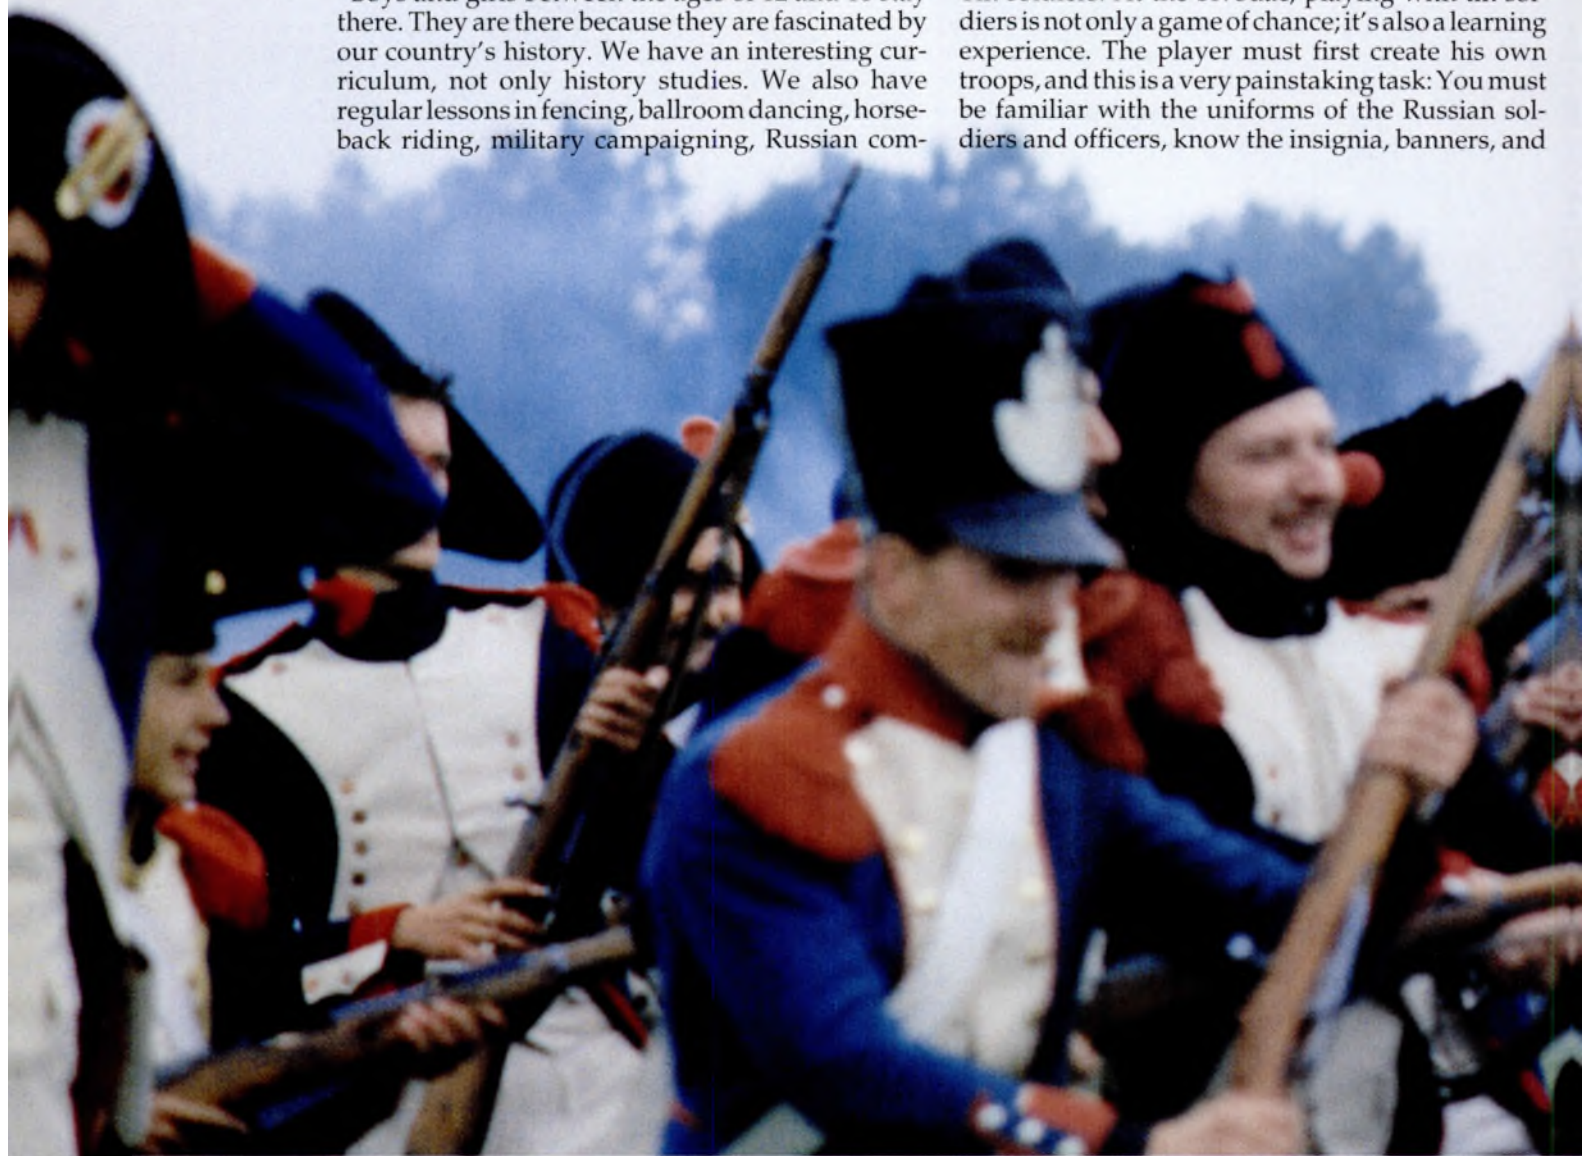 there. They are there because they are fascinated by
our country's history. We have an interesting cur-
riculum, not only history studies. We also have
regular lessons in fencing, ballroom dancing, horse-
back riding, military campaigning, Russian com-
diers is not only a game of chance; it's also a learning
experience. The player must first create his own
troops, and this is a very painstaking task: You must
be familiar with the uniforms of the Russian sol-
diers and officers, know the insignia, banners, and